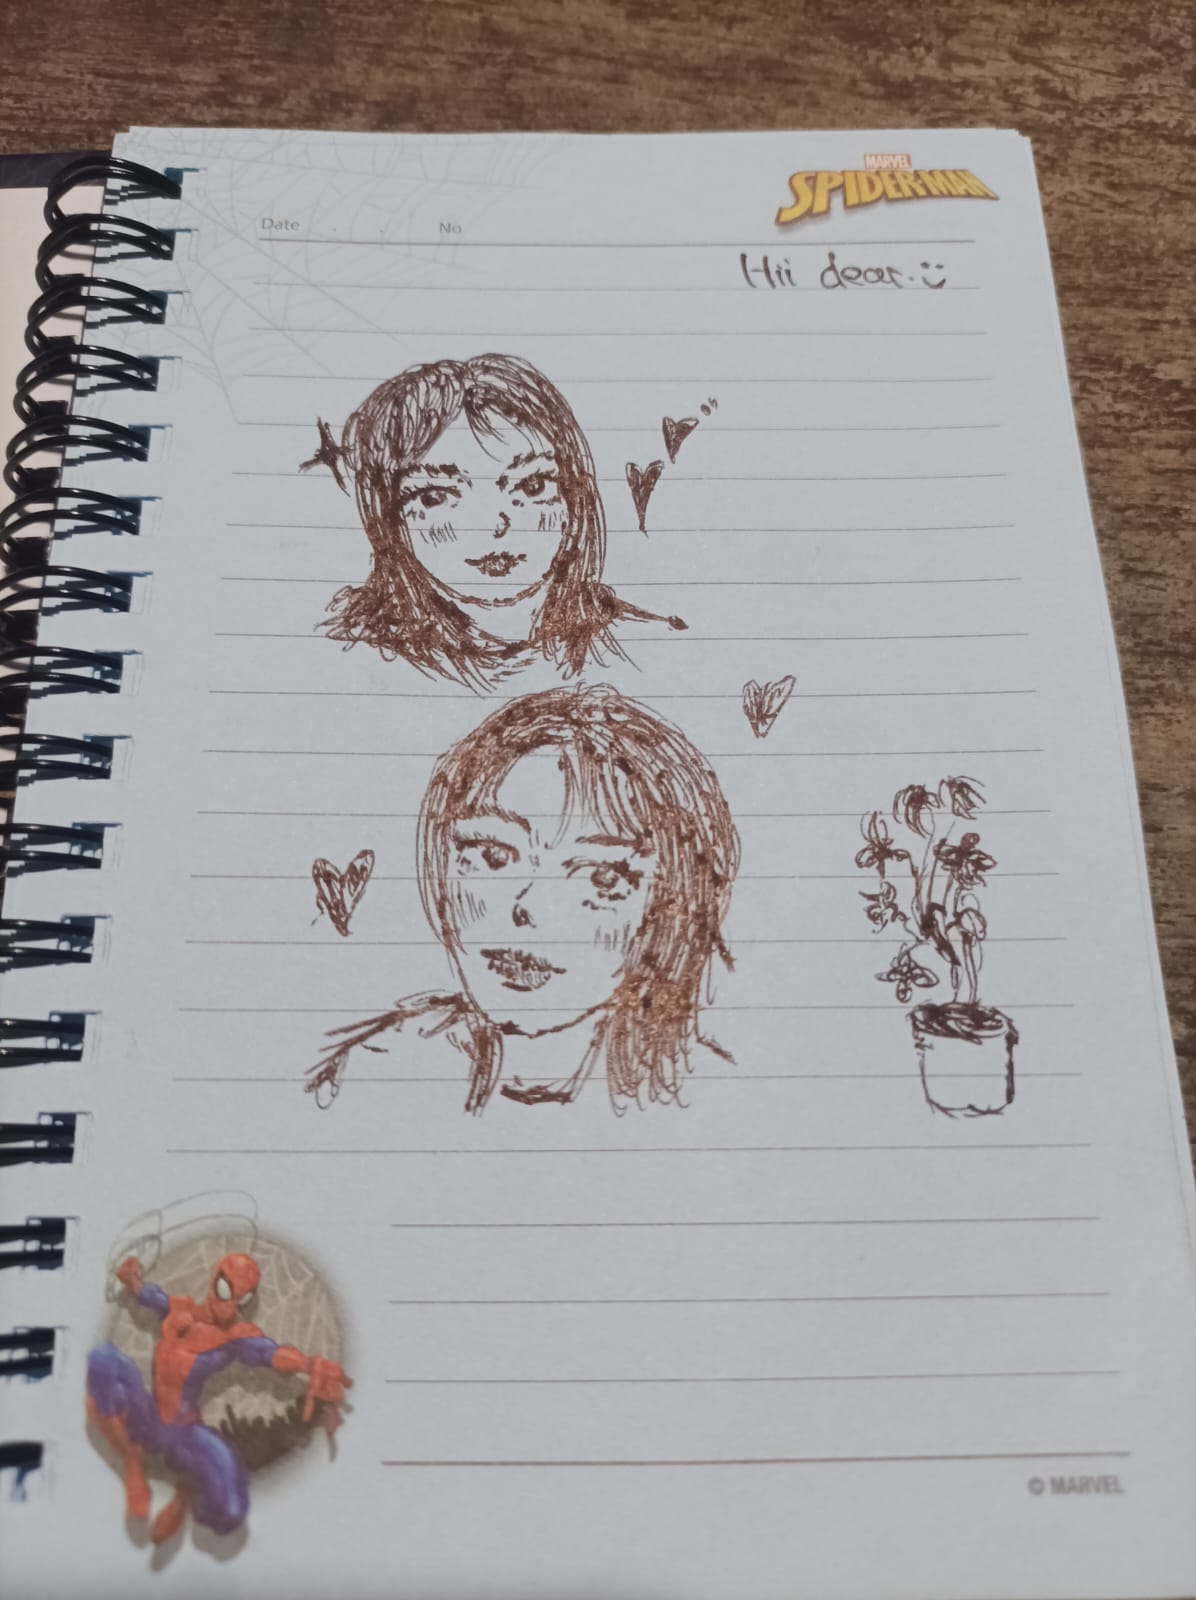 MARVEL
SPIDER-MAN
Date . . No
Hii dear. :)
© MARVEL